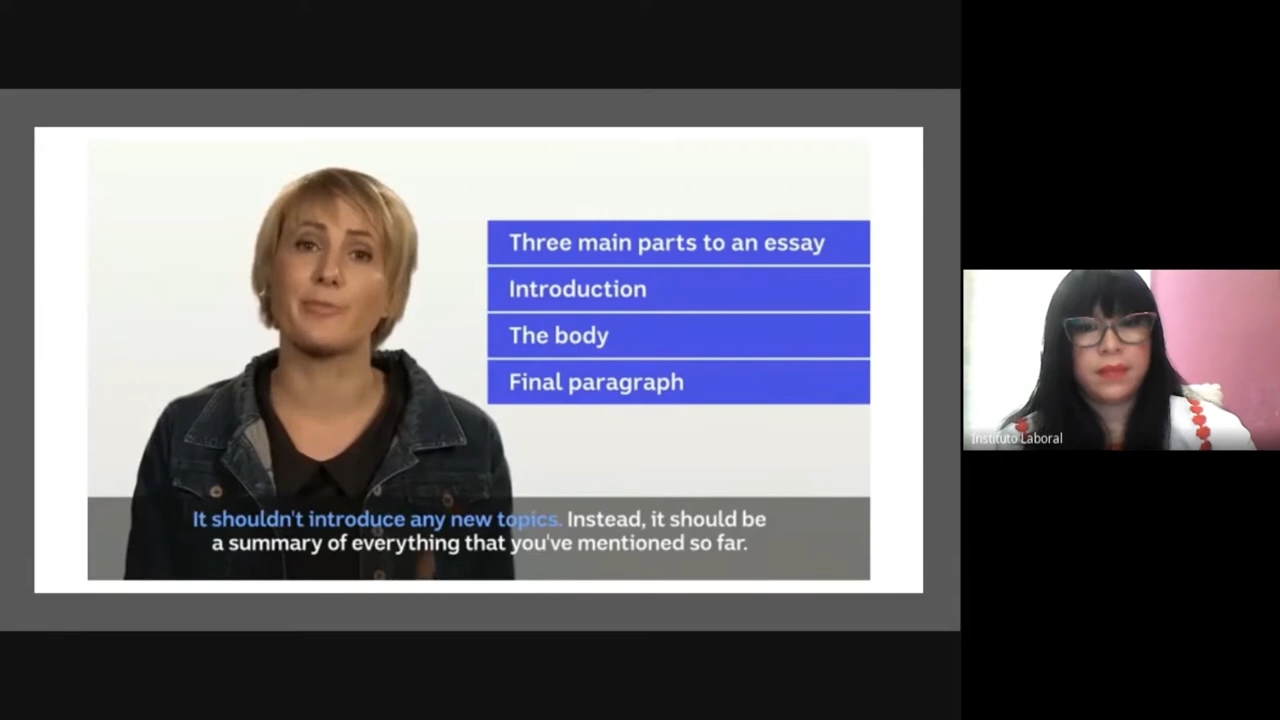 Three main parts to an essay
Introduction
The body
Final paragraph
It shouldn't introduce any new topics. Instead, it should be
a summary of everything that you've mentioned so far.
Instituto Laboral